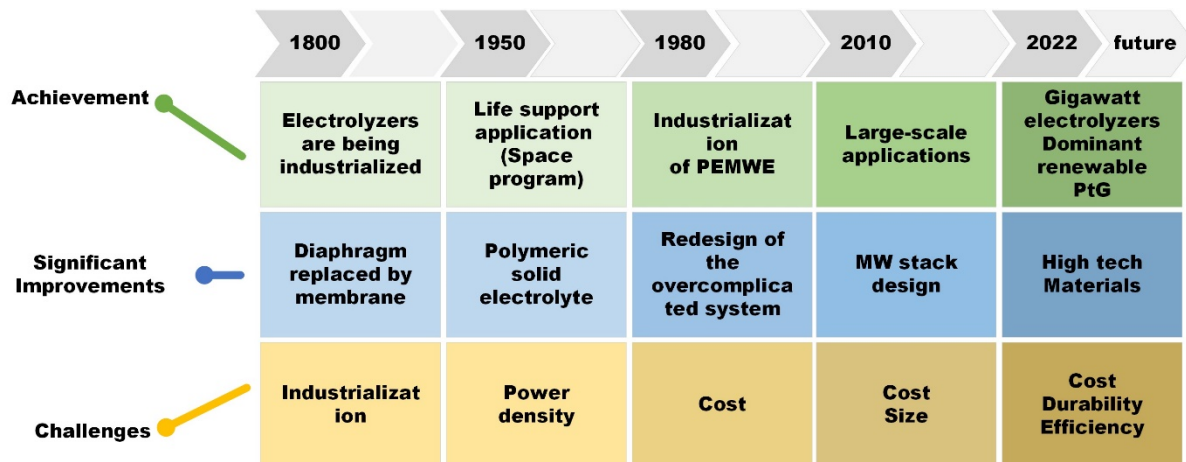 1800 1950 1980 2010 2022 future
Achievement
Electrolyzers
are being
industrialized
Life support
application
(Space
program)
Industrializat
ion
of PEMWE
Large-scale
applications
Gigawatt
electrolyzers
Dominant
renewable
PtG
Significant
Improvements
Diaphragm
replaced by
membrane
Polymeric
solid
electrolyte
Redesign of
the
overcomplica
ted system
MW stack
design
High tech
Materials
Challenges
Industrializat
ion
Power
density
Cost
Cost
Size
Cost
Durability
Efficiency